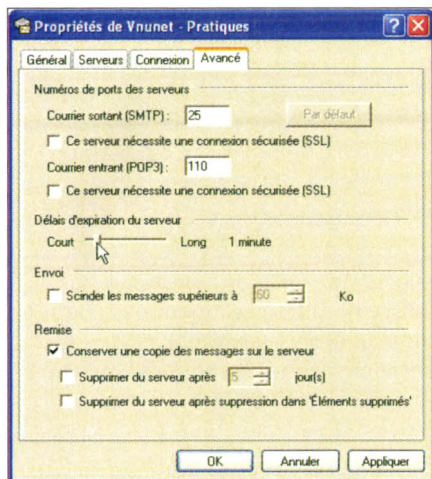 Propriétés de Vnunet - Pratiques
Général Serveurs Connexion Avancé
Numéros de ports des serveurs
Courrier sortant (SMTP) : 25 Par défaut
Ce serveur nécessite une connexion sécurisée (SSL)
Courrier entrant (POP3) : 110
Ce serveur nécessite une connexion sécurisée (SSL)
Délais d'expiration du serveur
Court Long 1 minute
Envoi
Scinder les messages supérieurs à 60 Ko
Remise
Conserver une copie des messages sur le serveur
Supprimer du serveur après 5 jour(s)
Supprimer du serveur après suppression dans 'Éléments supprimés'
OK Annuler Appliquer